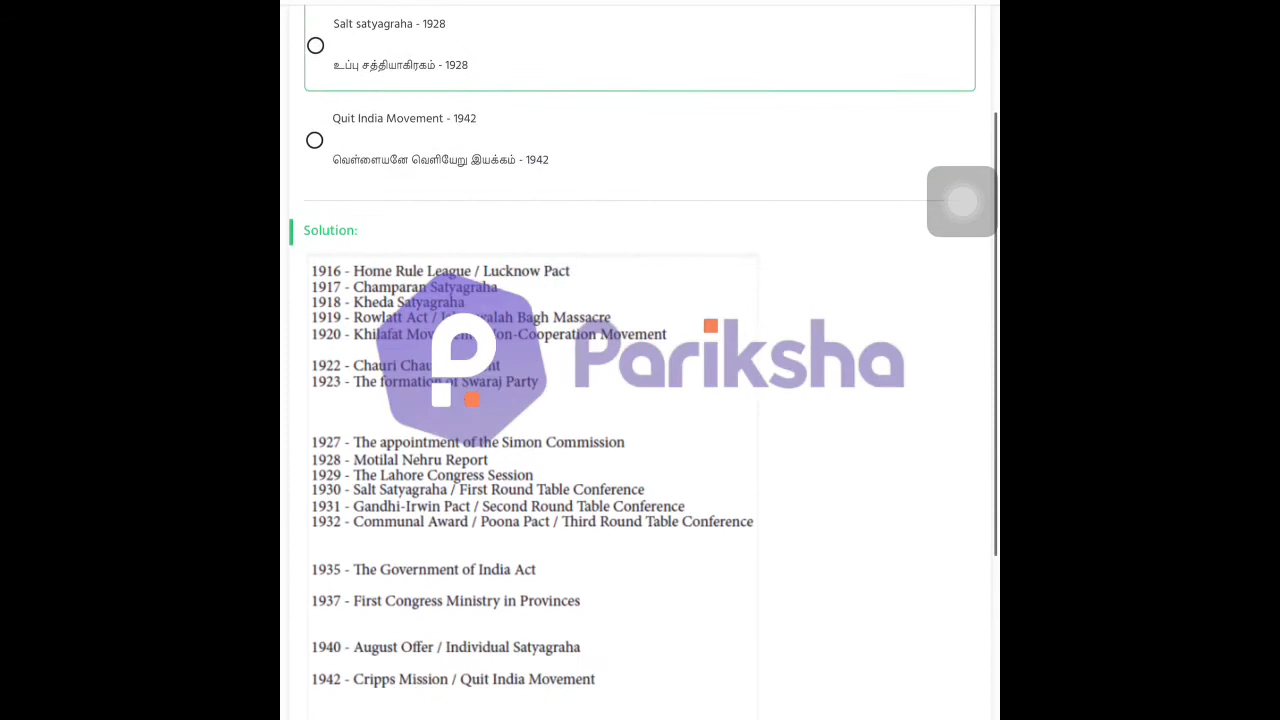 Salt satyagraha - 1928
உப்பு சத்தியாகிரகம் - 1928
Quit India Movement - 1942
வெள்ளையனே வெளியேறு இயக்கம் - 1942
Solution:
1916 - Home Rule League / Lucknow Pact
1917 - Champaran Satyagraha
1918 - Kheda Satyagraha
1919 - Rowlatt Act / walah Bagh Massacre
1920 - Khilafat Non-Cooperation Movement
1922 - Chauri
1923 - The formation of Swaraj Party
Pariksha
1927 - The appointment of the Simon Commission
1928 - Motilal Nehru Report
1929 - The Lahore Congress Session
1930 - Salt Satyagraha / First Round Table Conference
1931 - Gandhi-Irwin Pact / Second Round Table Conference
1932 - Communal Award / Poona Pact / Third Round Table Conference
1935 - The Government of India Act
1937 - First Congress Ministry in Provinces
1940 - August Offer / Individual Satyagraha
1942 - Cripps Mission / Quit India Movement